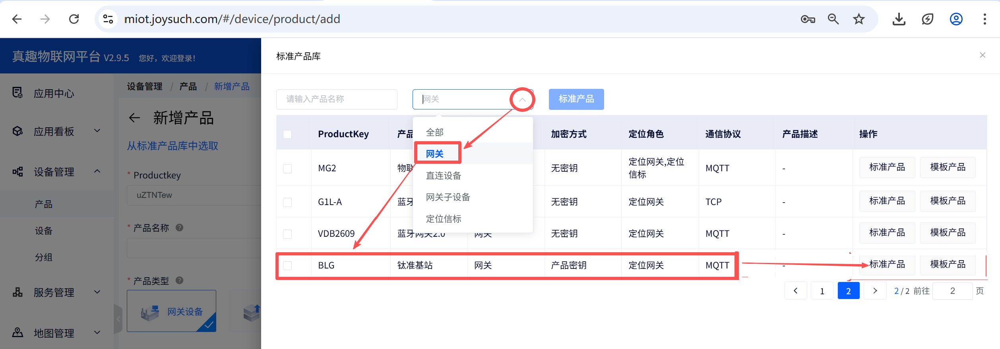 miot.joysuch.com/#/device/product/add
真趣物联网平台 V2.9.5 您好，欢迎登录！
应用中心
应用看板
设备管理
产品
设备
分组
服务管理
地图管理
设备管理 / 产品 / 新增产品
新增产品
从标准产品库中选取
* Productkey
uZTNTew
* 产品名称 ?
* 产品类型 ?
网关设备
标准产品库
请输入产品名称
网关
标准产品
全部
网关
直连设备
网关子设备
定位信标
ProductKey 产品 加密方式 定位角色 通信协议 产品描述 操作
MG2 物联 无密钥 定位网关,定位信标 MQTT - 标准产品 模板产品
G1L-A 蓝牙 无密钥 定位网关 TCP - 标准产品 模板产品
VDB2609 蓝牙网关2.0 网关 无密钥 定位网关 MQTT - 标准产品 模板产品
BLG 钛准基站 网关 产品密钥 定位网关 MQTT - 标准产品 模板产品
1 2 2 / 2 前往 2 页